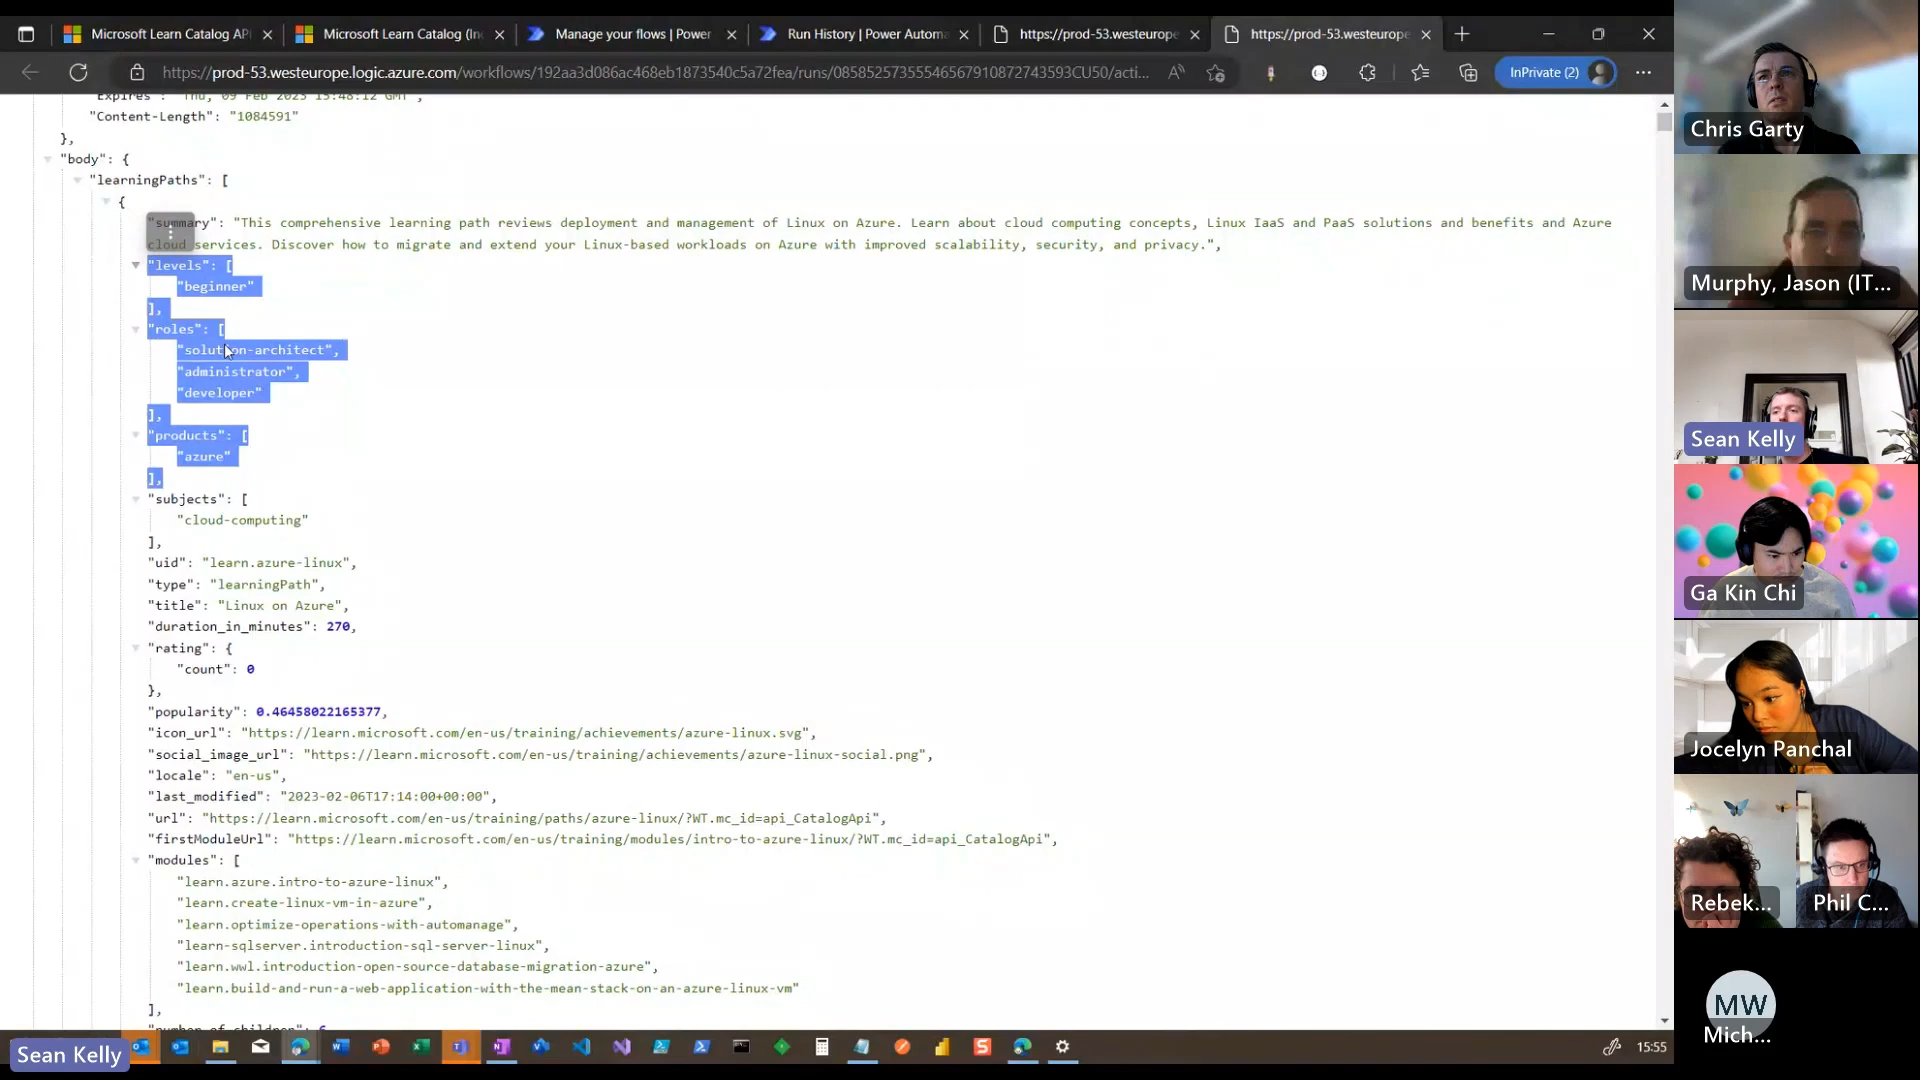 Microsoft Learn Catalog AP
Microsoft Learn Catalog (In
Manage your flows | Power
Run History | Power Automa
https://prod-53.westeurope
https://prod-53.westeurope
https://prod-53.westeurope.logic.azure.com/workflows/192aa3d086ac468eb1873540c5a72fea/runs/08585257355546567910872743593CU50/acti...
InPrivate (2)
"Expires": "Thu, 09 Feb 2023 15:48:12 GMT",
"Content-Length": "1084591"
},
"body": {
"learningPaths": [
{
"summary": "This comprehensive learning path reviews deployment and management of Linux on Azure. Learn about cloud computing concepts, Linux IaaS and PaaS solutions and benefits and Azure
cloud services. Discover how to migrate and extend your Linux-based workloads on Azure with improved scalability, security, and privacy.",
"levels": [
"beginner"
],
"roles": [
"solution-architect",
"administrator",
"developer"
],
"products": [
"azure"
],
"subjects": [
"cloud-computing"
],
"uid": "learn.azure-linux",
"type": "learningPath",
"title": "Linux on Azure",
"duration_in_minutes": 270,
"rating": {
"count": 0
},
"popularity": 0.46458022165377,
"icon_url": "https://learn.microsoft.com/en-us/training/achievements/azure-linux.svg",
"social_image_url": "https://learn.microsoft.com/en-us/training/achievements/azure-linux-social.png",
"locale": "en-us",
"last_modified": "2023-02-06T17:14:00+00:00",
"url": "https://learn.microsoft.com/en-us/training/paths/azure-linux/?WT.mc_id=api_CatalogApi",
"firstModuleUrl": "https://learn.microsoft.com/en-us/training/modules/intro-to-azure-linux/?WT.mc_id=api_CatalogApi",
"modules": [
"learn.azure.intro-to-azure-linux",
"learn.create-linux-vm-in-azure",
"learn.optimize-operations-with-automanage",
"learn-sqlserver.introduction-sql-server-linux",
"learn.wwl.introduction-open-source-database-migration-azure",
"learn.build-and-run-a-web-application-with-the-mean-stack-on-an-azure-linux-vm"
],
"number_of_children": 6
15:55
Sean Kelly
Chris Garty
Murphy, Jason (IT...
Sean Kelly
Ga Kin Chi
Jocelyn Panchal
Rebek...
Phil C...
MW
Mich...